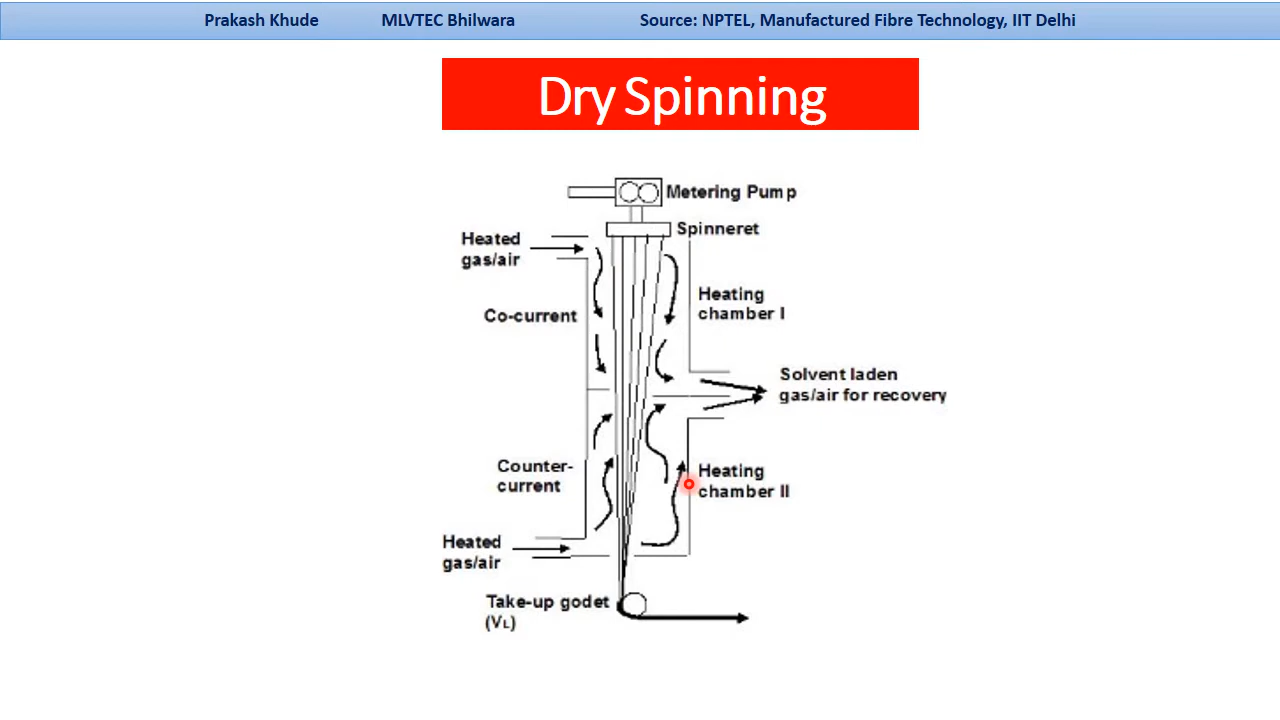 Prakash Khude MLVTEC Bhilwara Source: NPTEL, Manufactured Fibre Technology, IIT Delhi
Dry Spinning
Metering Pump
Spinneret
Heated
gas/air
Heating
chamber I
Co-current
Solvent laden
gas/air for recovery
Counter-
current
Heating
chamber II
Heated
gas/air
Take-up godet
(VL)